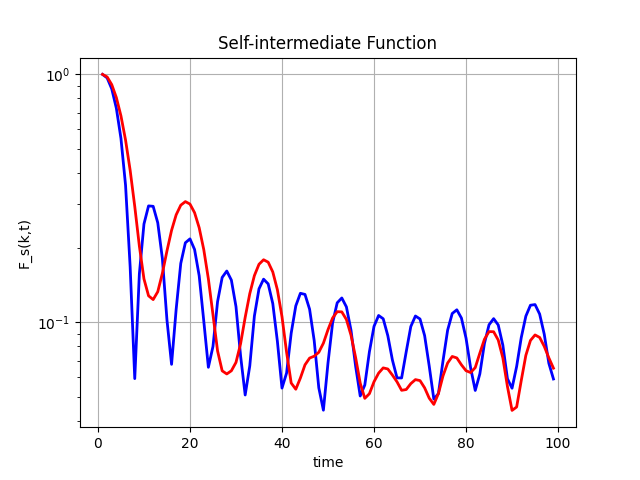 Self-intermediate Function
F_s(k,t)
10⁰
10⁻¹
0 20 40 60 80 100
time